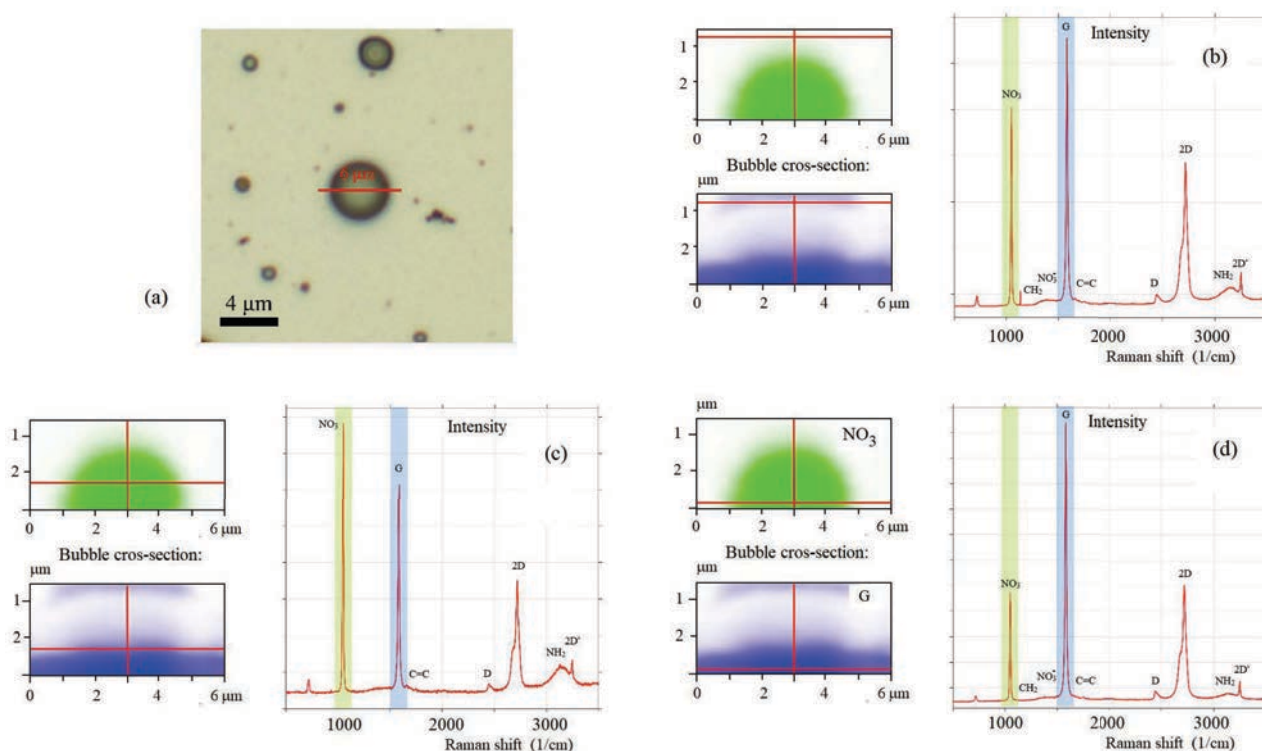 6 µm
(a)
4 µm
1
2
0 2 4 6 µm
Bubble cros-section:
µm
1
2
0 2 4 6 µm
G
Intensity
(b)
NO3
2D
CH2
NO3-
C=C
D
NH2
2D'
1000 2000 3000
Raman shift (1/cm)
1
2
0 2 4 6 µm
Bubble cros-section:
µm
1
2
0 2 4 6 µm
NO3
Intensity
(c)
G
2D
C=C
D
NH2
2D'
1000 2000 3000
Raman shift (1/cm)
µm
1
2
NO3
0 2 4 6 µm
Bubble cros-section:
µm
1
2
G
0 2 4 6 µm
G
Intensity
(d)
NO3
2D
CH2
NO3-
C=C
D
NH2
2D'
1000 2000 3000
Raman shift (1/cm)